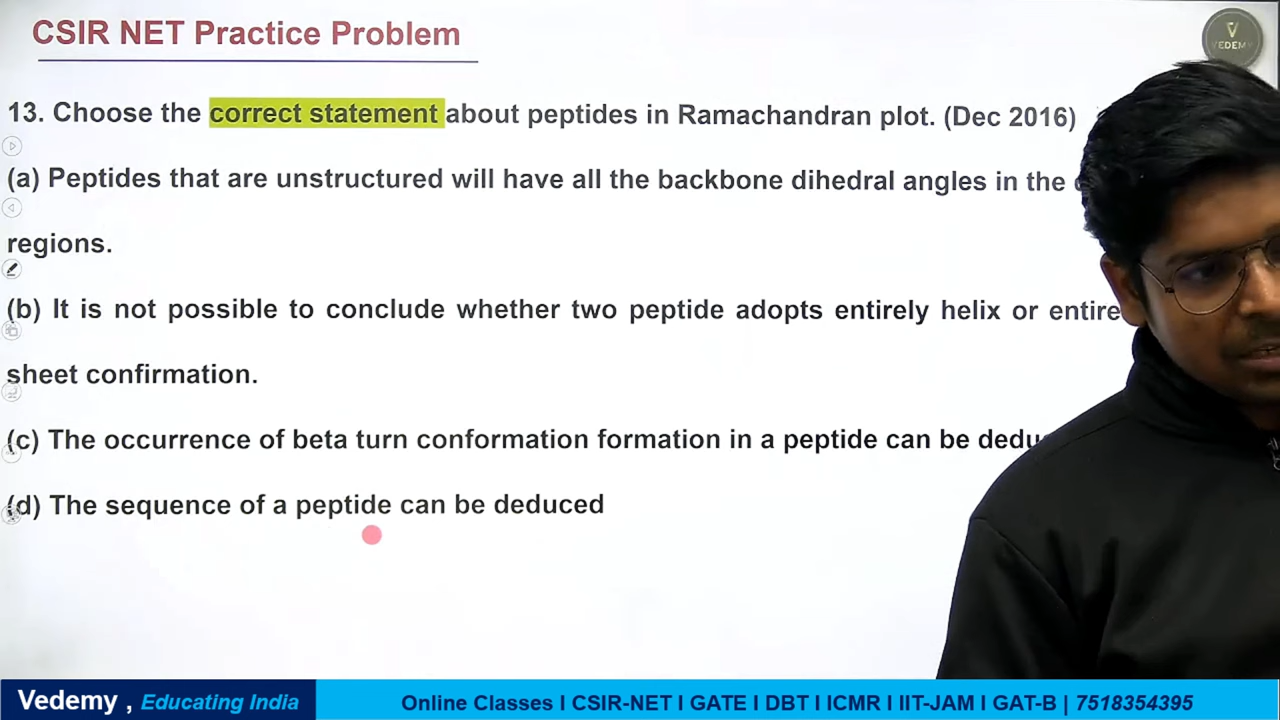 CSIR NET Practice Problem
VEDEMY
13. Choose the correct statement about peptides in Ramachandran plot. (Dec 2016)
(a) Peptides that are unstructured will have all the backbone dihedral angles in the
regions.
(b) It is not possible to conclude whether two peptide adopts entirely helix or
sheet confirmation.
(c) The occurrence of beta turn conformation formation in a peptide can be
(d) The sequence of a peptide can be deduced
Vedemy , Educating India
Online Classes I CSIR-NET I GATE I DBT I ICMR I IIT-JAM I GAT-B | 7518354395